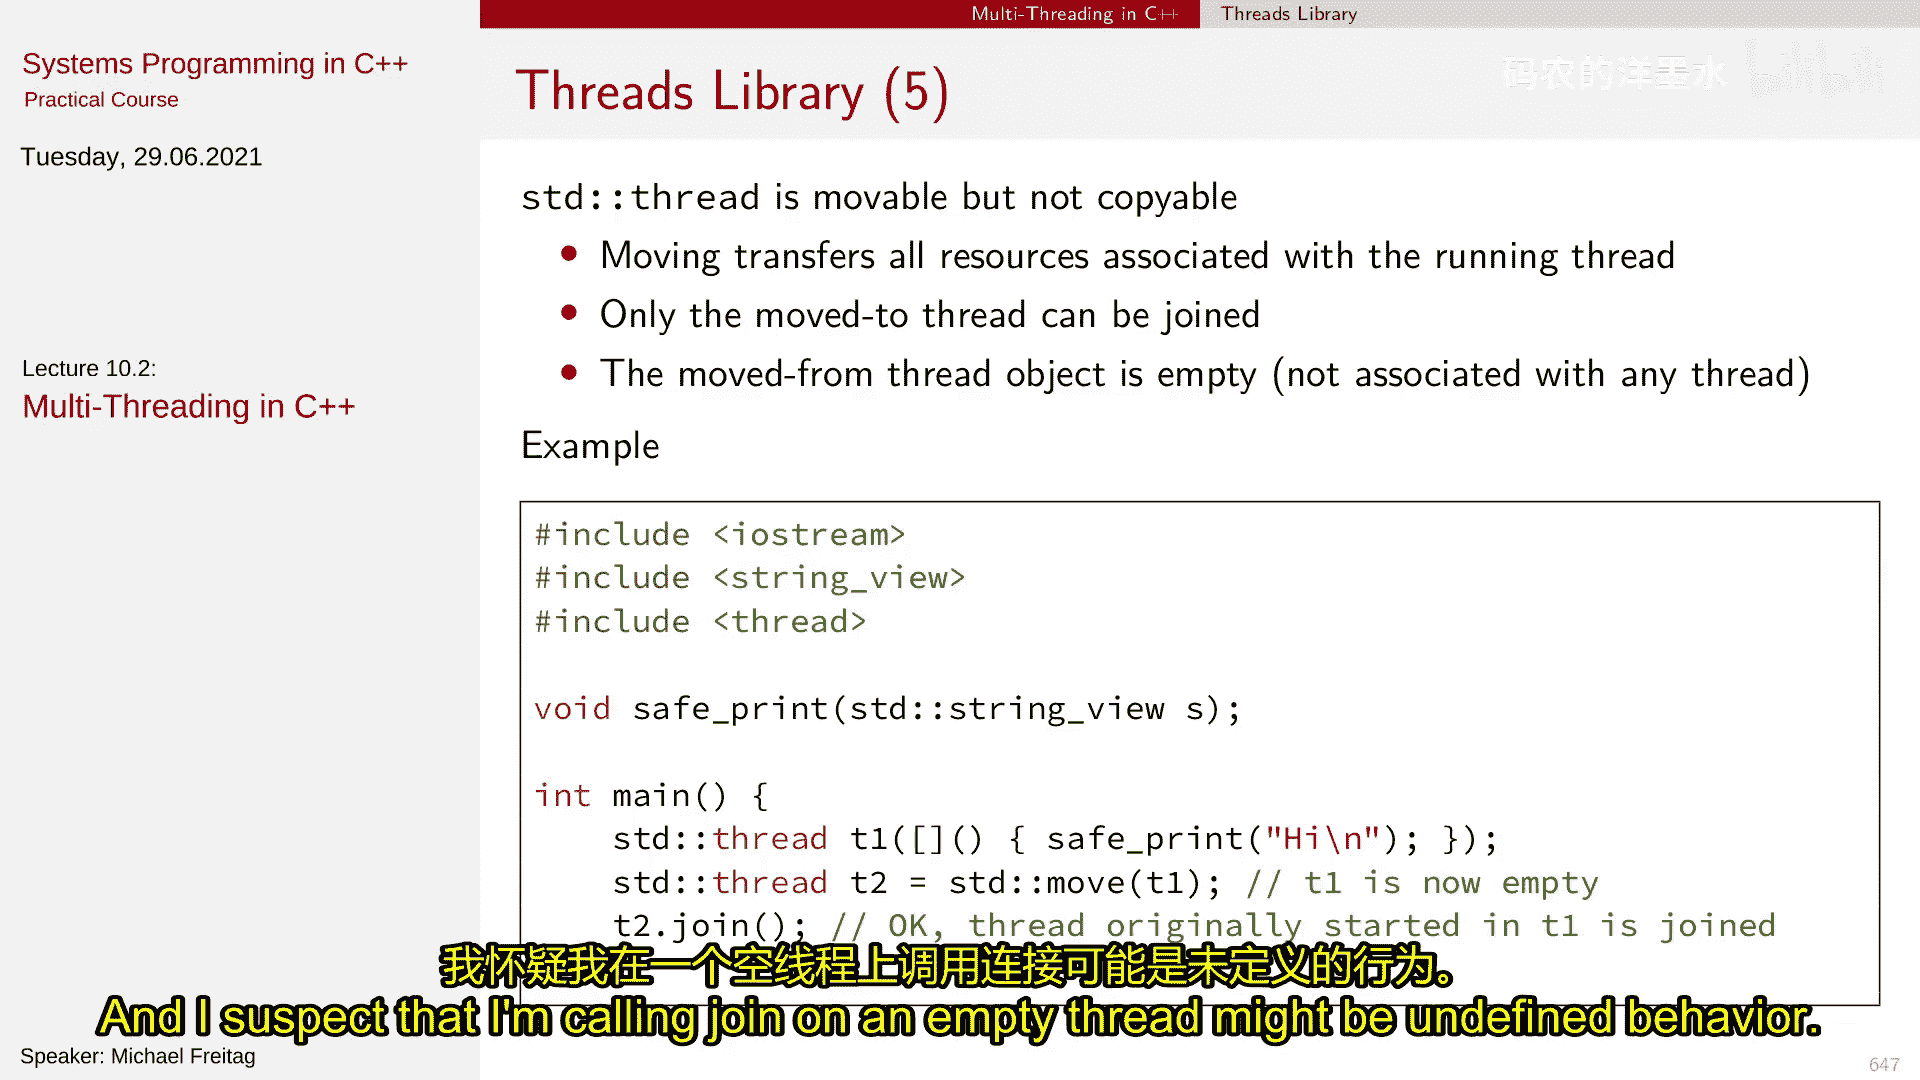 Multi-Threading in C++ Threads Library
Systems Programming in C++
Practical Course
Tuesday, 29.06.2021
Lecture 10.2:
Multi-Threading in C++
Threads Library (5)
码农的洋墨水 bilibili
std::thread is movable but not copyable
• Moving transfers all resources associated with the running thread
• Only the moved-to thread can be joined
• The moved-from thread object is empty (not associated with any thread)
Example
#include <iostream>
#include <string_view>
#include <thread>
void safe_print(std::string_view s);
int main() {
std::thread t1([]() { safe_print("Hi\n"); });
std::thread t2 = std::move(t1); // t1 is now empty
t2.join(); // OK, thread originally started in t1 is joined
我怀疑我在一个空线程上调用连接可能是未定义的行为。
And I suspect that I'm calling join on an empty thread might be undefined behavior.
Speaker: Michael Freitag
647